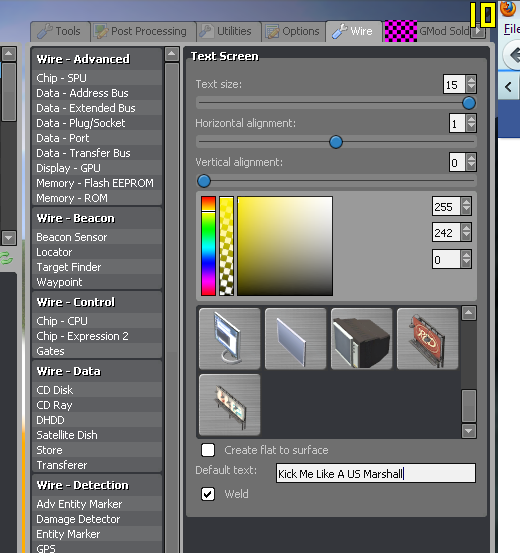 10
Tools
Post Processing
Utilities
Options
Wire
GMod Sold
File
Wire - Advanced
Chip - SPU
Data - Address Bus
Data - Extended Bus
Data - Plug/Socket
Data - Port
Data - Transfer Bus
Display - GPU
Memory - Flash EEPROM
Memory - ROM
Wire - Beacon
Beacon Sensor
Locator
Target Finder
Waypoint
Wire - Control
Chip - CPU
Chip - Expression 2
Gates
Wire - Data
CD Disk
CD Ray
DHDD
Satellite Dish
Store
Transferer
Wire - Detection
Adv Entity Marker
Damage Detector
Entity Marker
GPS
Text Screen
Text size: 15
Horizontal alignment: 1
Vertical alignment: 0
255
242
0
Create flat to surface
Default text: Kick Me Like A US Marshall
Weld